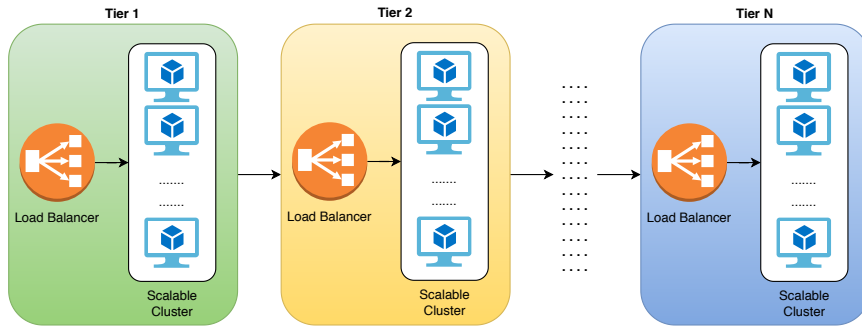 Tier 1
Tier 2
Tier N
.......
.......
Load Balancer
Scalable
Cluster
.......
.......
Load Balancer
Scalable
Cluster
.......
.......
Load Balancer
Scalable
Cluster